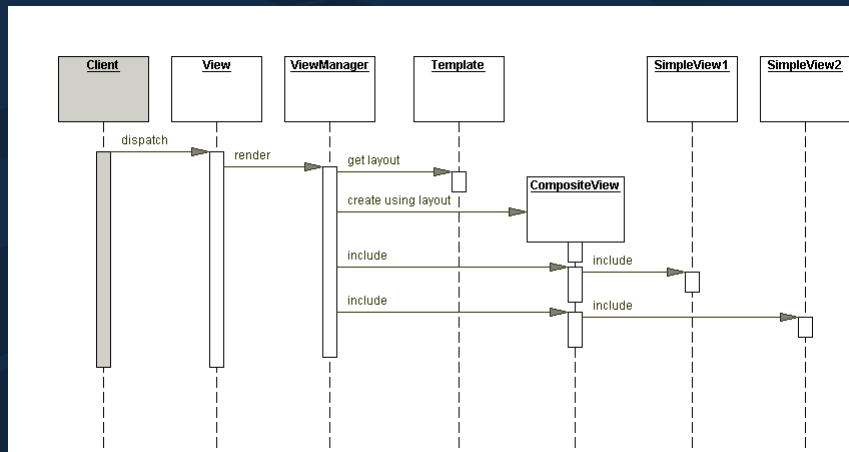 Client
View
ViewManager
Template
SimpleView1
SimpleView2
dispatch
render
get layout
CompositeView
create using layout
include
include
include
include